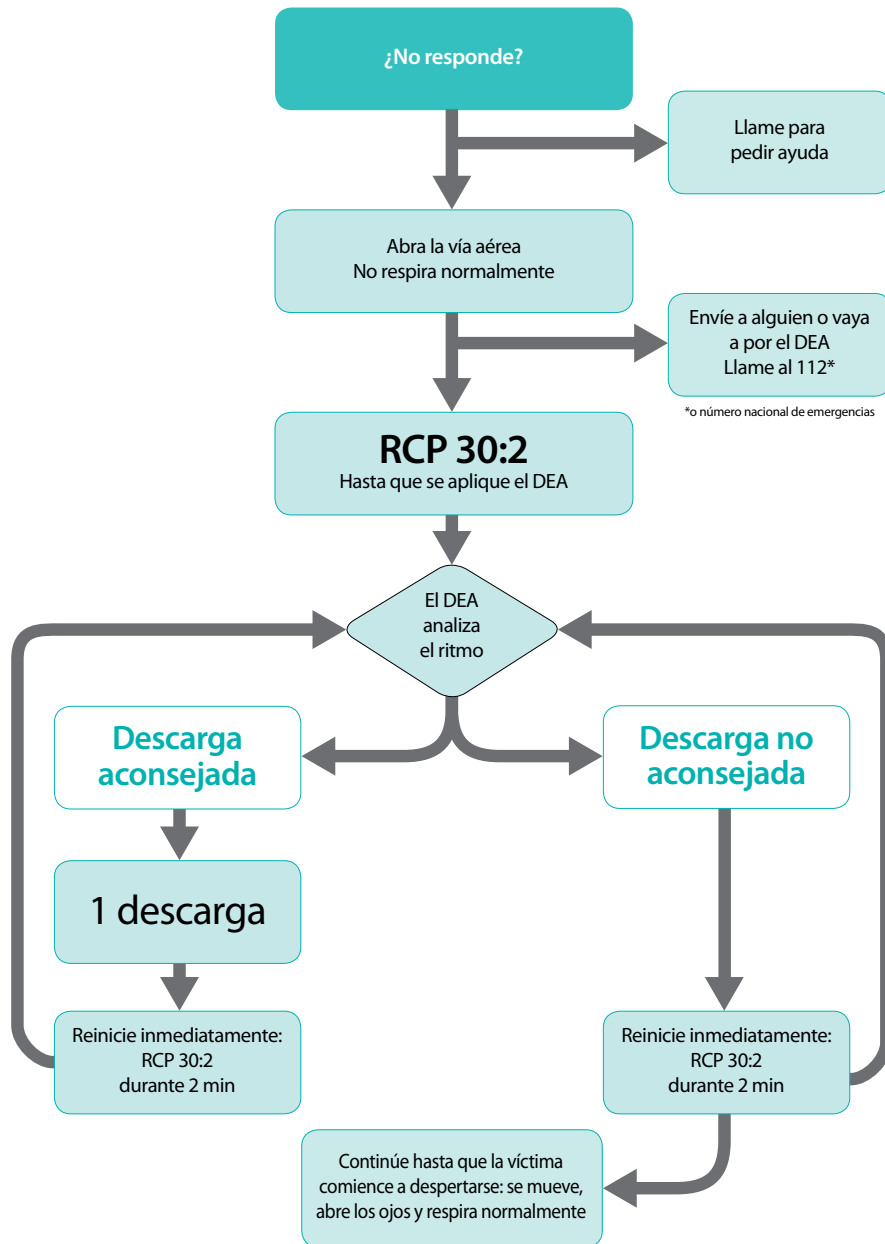 ¿No responde?
Llame para
pedir ayuda
Abra la vía aérea
No respira normalmente
Envíe a alguien o vaya
a por el DEA
Llame al 112*
*o número nacional de emergencias
RCP 30:2
Hasta que se aplique el DEA
El DEA
analiza
el ritmo
Descarga
aconsejada
Descarga no
aconsejada
1 descarga
Reinicie inmediatamente:
RCP 30:2
durante 2 min
Reinicie inmediatamente:
RCP 30:2
durante 2 min
Continúe hasta que la víctima
comience a despertarse: se mueve,
abre los ojos y respira normalmente